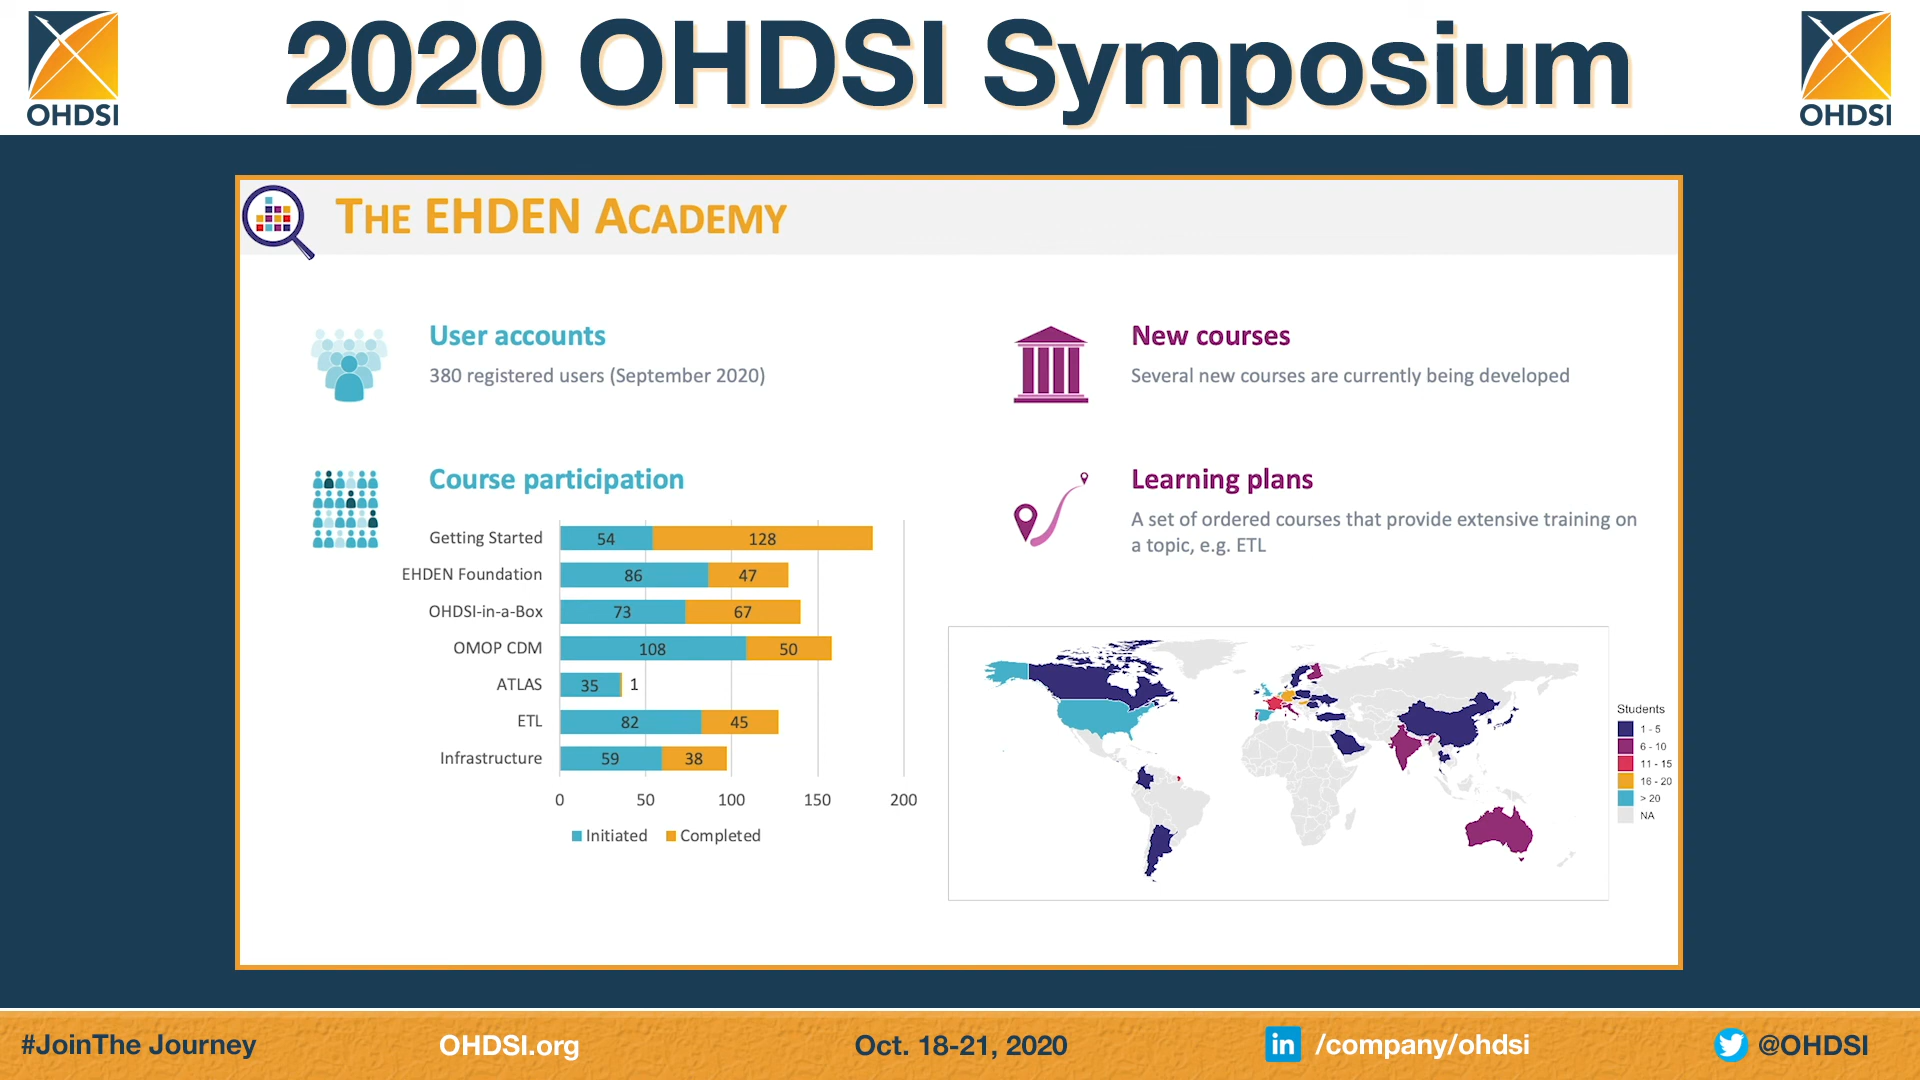 2020 OHDSI Symposium
OHDSI
OHDSI
THE EHDEN ACADEMY
User accounts
380 registered users (September 2020)
New courses
Several new courses are currently being developed
Course participation
Getting Started 54 128
EHDEN Foundation 86 47
OHDSI-in-a-Box 73 67
OMOP CDM 108 50
ATLAS 35 1
ETL 82 45
Infrastructure 59 38
0 50 100 150 200
Initiated Completed
Learning plans
A set of ordered courses that provide extensive training on
a topic, e.g. ETL
Students
1 - 5
6 - 10
11 - 15
16 - 20
> 20
NA
#JoinThe Journey
OHDSI.org
Oct. 18-21, 2020
in /company/ohdsi
@OHDSI